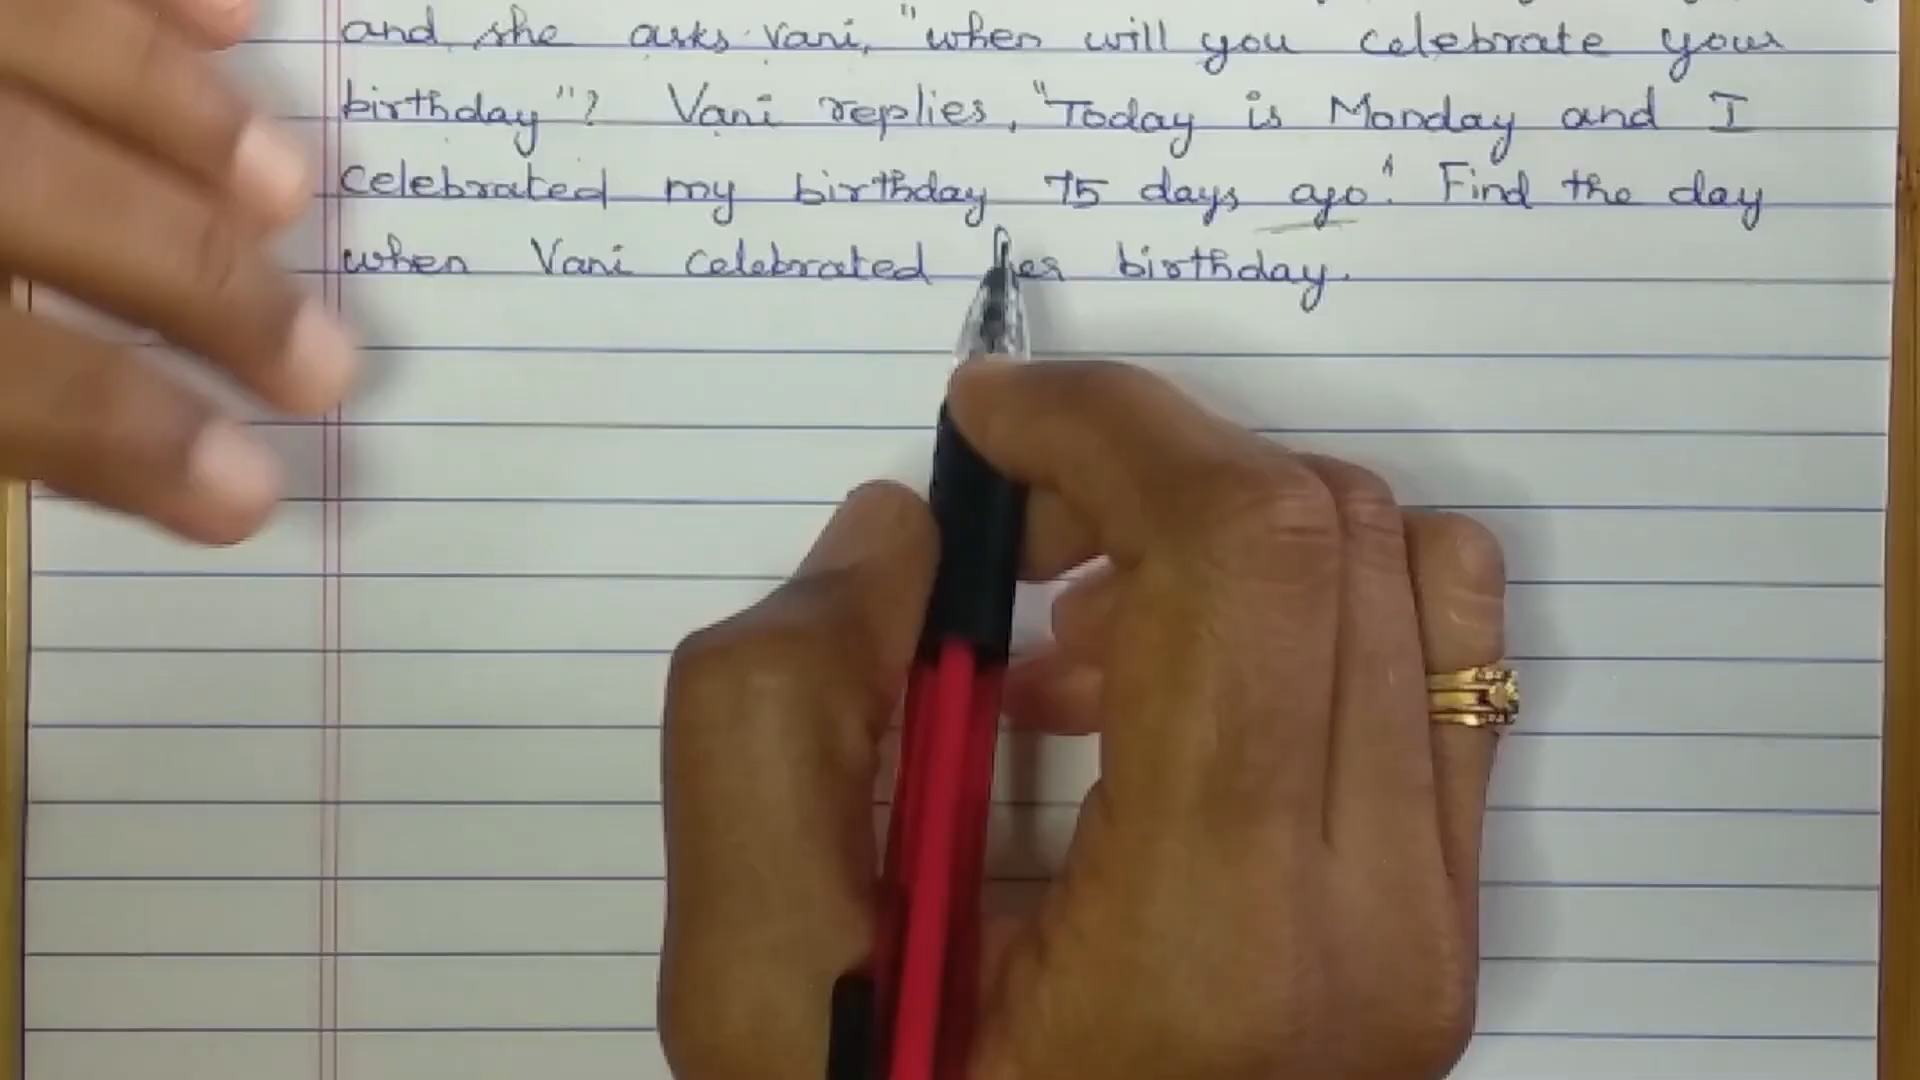 and she asks Vani, "when will you celebrate your
birthday"? Vani replies, "Today is Monday and I
celebrated my birthday 75 days ago". Find the day
when Vani celebrated her birthday.